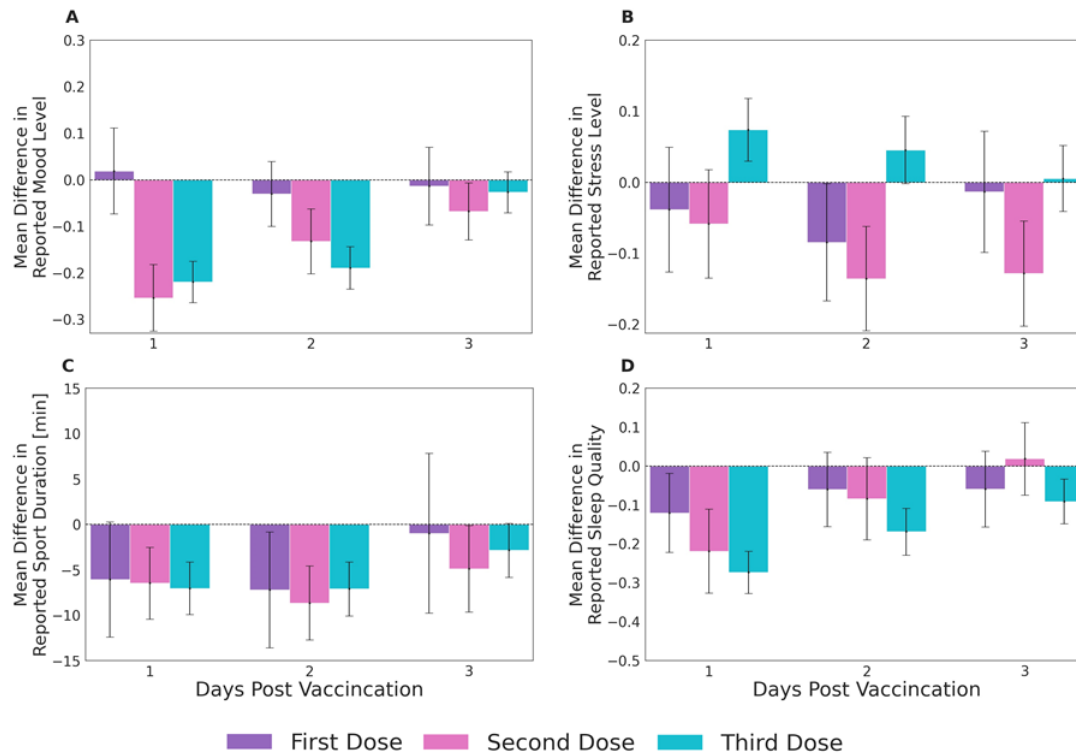 A
Mean Difference in
Reported Mood Level
0.3
0.2
0.1
0.0
−0.1
−0.2
−0.3
1
2
3
B
Mean Difference in
Reported Stress Level
0.2
0.1
0.0
−0.1
−0.2
1
2
3
C
Mean Difference in
Reported Sport Duration [min]
15
10
5
0
−5
−10
−15
1
2
3
Days Post Vaccincation
D
Mean Difference in
Reported Sleep Quality
0.2
0.1
0.0
−0.1
−0.2
−0.3
−0.4
−0.5
1
2
3
Days Post Vaccincation
First Dose Second Dose Third Dose